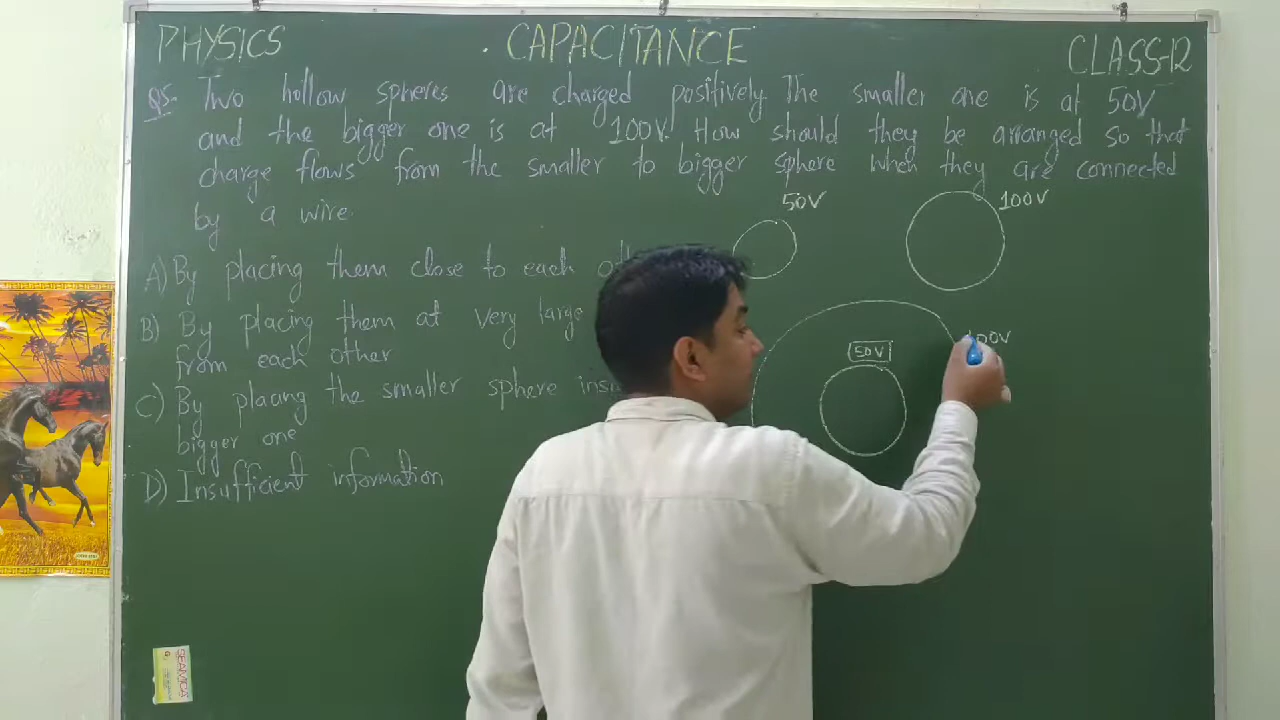 PHYSICS
CAPACITANCE
CLASS-12
Q5. Two hollow spheres are charged positively The smaller one is at 50V
and the bigger one is at 100V. How should they be arranged so that
charge flows from the smaller to bigger sphere when they are connected
by a wire.
50V
100V
A) By placing them close to each
B) By placing them at very large
from each other
C) By placing the smaller sphere
bigger one
D) Insufficient information
50V
100V
SEAMICA